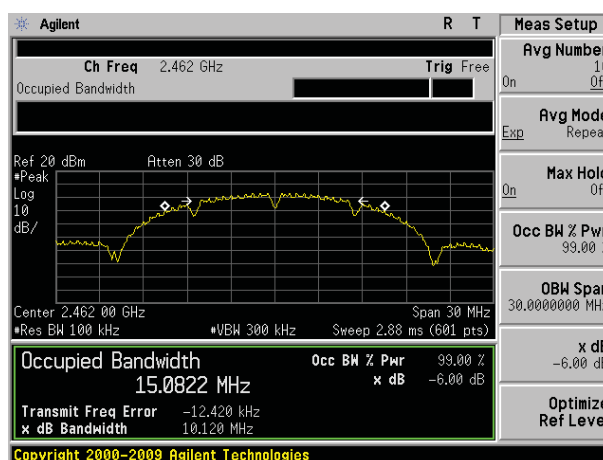 Agilent R T Meas Setup
Avg Number
10
On Off
Ch Freq 2.462 GHz Trig Free
Occupied Bandwidth
Avg Mode
Exp Repeat
Ref 20 dBm Atten 30 dB
#Peak
Log
10
dB/
Max Hold
On Off
Occ BW % Pwr
99.00 %
OBW Span
30.0000000 MHz
Center 2.462 00 GHz Span 30 MHz
#Res BW 100 kHz #VBW 300 kHz Sweep 2.88 ms (601 pts)
Occupied Bandwidth Occ BW % Pwr 99.00 %
15.0822 MHz x dB -6.00 dB
Transmit Freq Error -12.420 kHz
x dB Bandwidth 10.120 MHz
x dB
-6.00 dB
Optimize
Ref Level
Copyright 2000-2009 Agilent Technologies